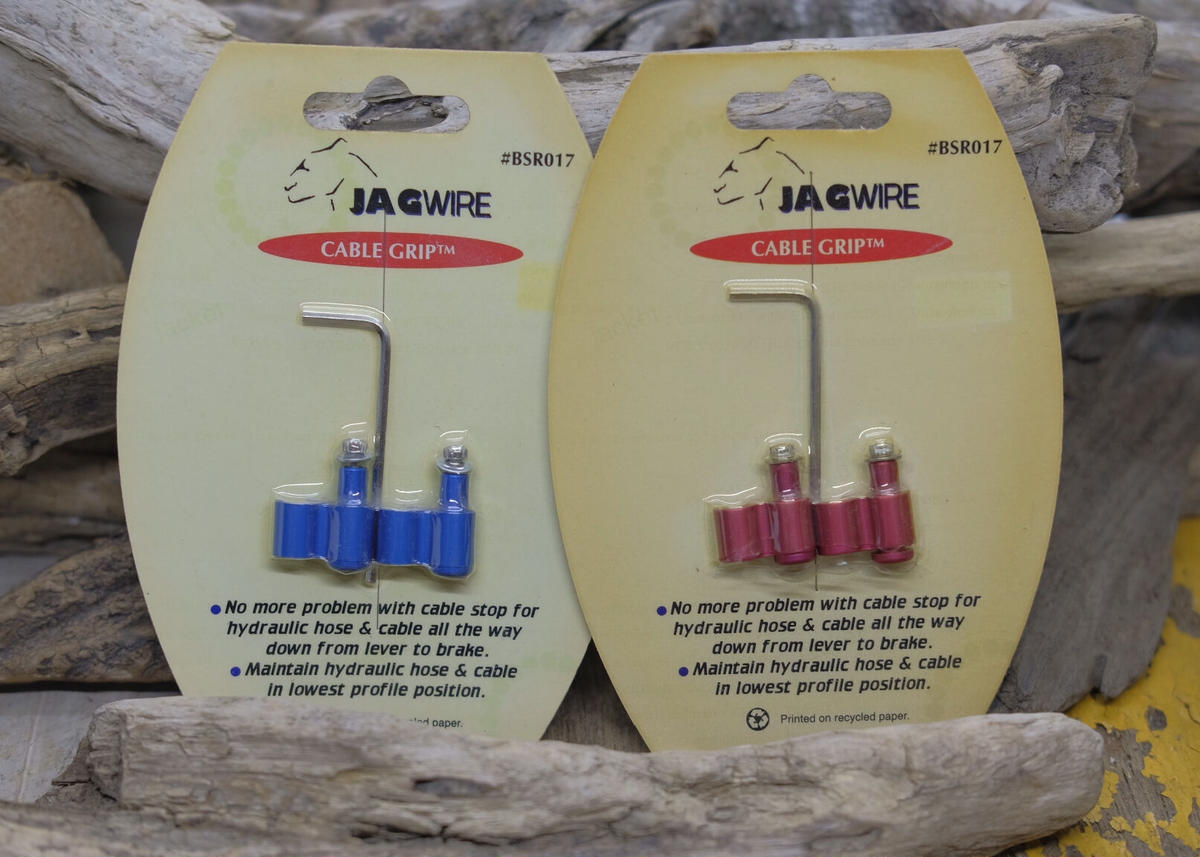 #BSR017
JAGWIRE
CABLE GRIP™
• No more problem with cable stop for
hydraulic hose & cable all the way
down from lever to brake.
• Maintain hydraulic hose & cable
in lowest profile position.
paper.
#BSR017
JAGWIRE
CABLE GRIP™
• No more problem with cable stop for
hydraulic hose & cable all the way
down from lever to brake.
• Maintain hydraulic hose & cable
in lowest profile position.
Printed on recycled paper.